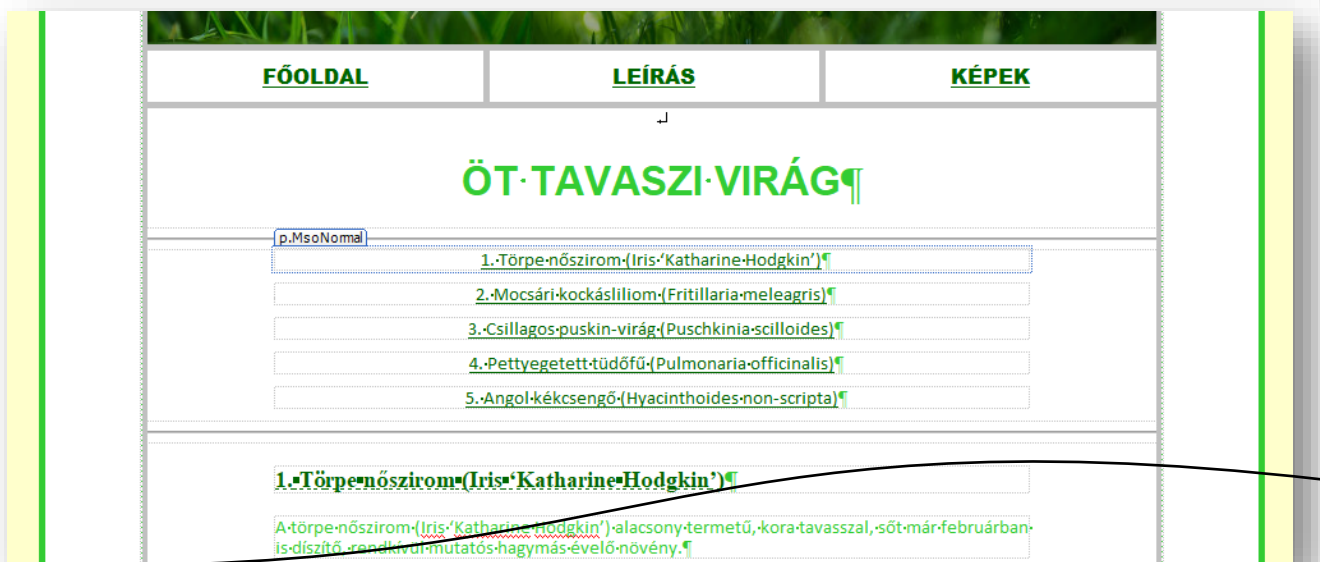 FŐOLDAL LEÍRÁS KÉPEK
ÖT TAVASZI VIRÁG
p.MsoNormal
1. Törpe nőszirom (Iris ‘Katharine Hodgkin’)
2. Mocsári kockásliliom (Fritillaria meleagris)
3. Csillagos puskin-virág (Puschkinia scilloides)
4. Pettyegetett tüdőfű (Pulmonaria officinalis)
5. Angol kékcsengő (Hyacinthoides non-scripta)
1. Törpe nőszirom (Iris ‘Katharine Hodgkin’)
A törpe nőszirom (Iris ‘Katharine Hodgkin’) alacsony termetű, kora tavasszal, sőt már februárban
is díszítő, rendkívül mutatós hagymás évelő növény.